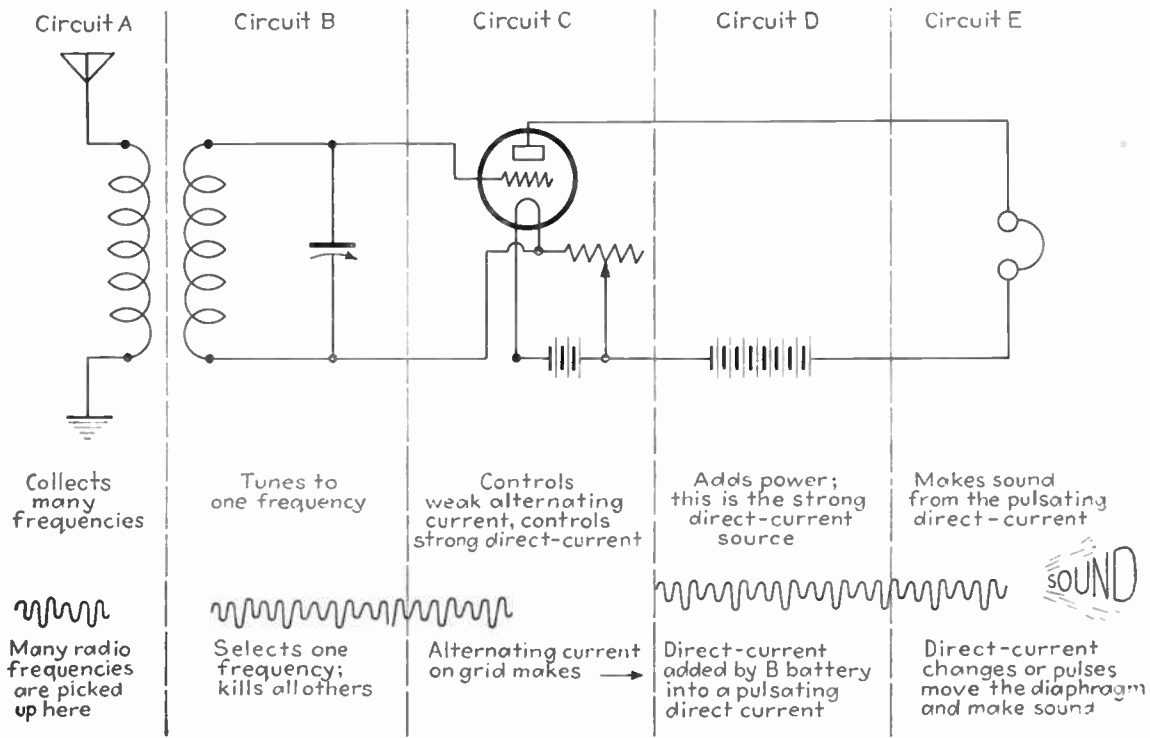 Circuit A
Circuit B
Circuit C
Circuit D
Circuit E
Collects
many
frequencies
Tunes to
one frequency
Controls
weak alternating
current, controls
strong direct-current
Adds power;
this is the strong
direct-current
source
Makes sound
from the pulsating
direct-current
SOUND
Many radio
frequencies
are picked
up here
Selects one
frequency;
kills all others
Alternating current
on grid makes
Direct-current
added by B battery
into a pulsating
direct current
Direct-current
changes or pulses
move the diaphragm
and make sound